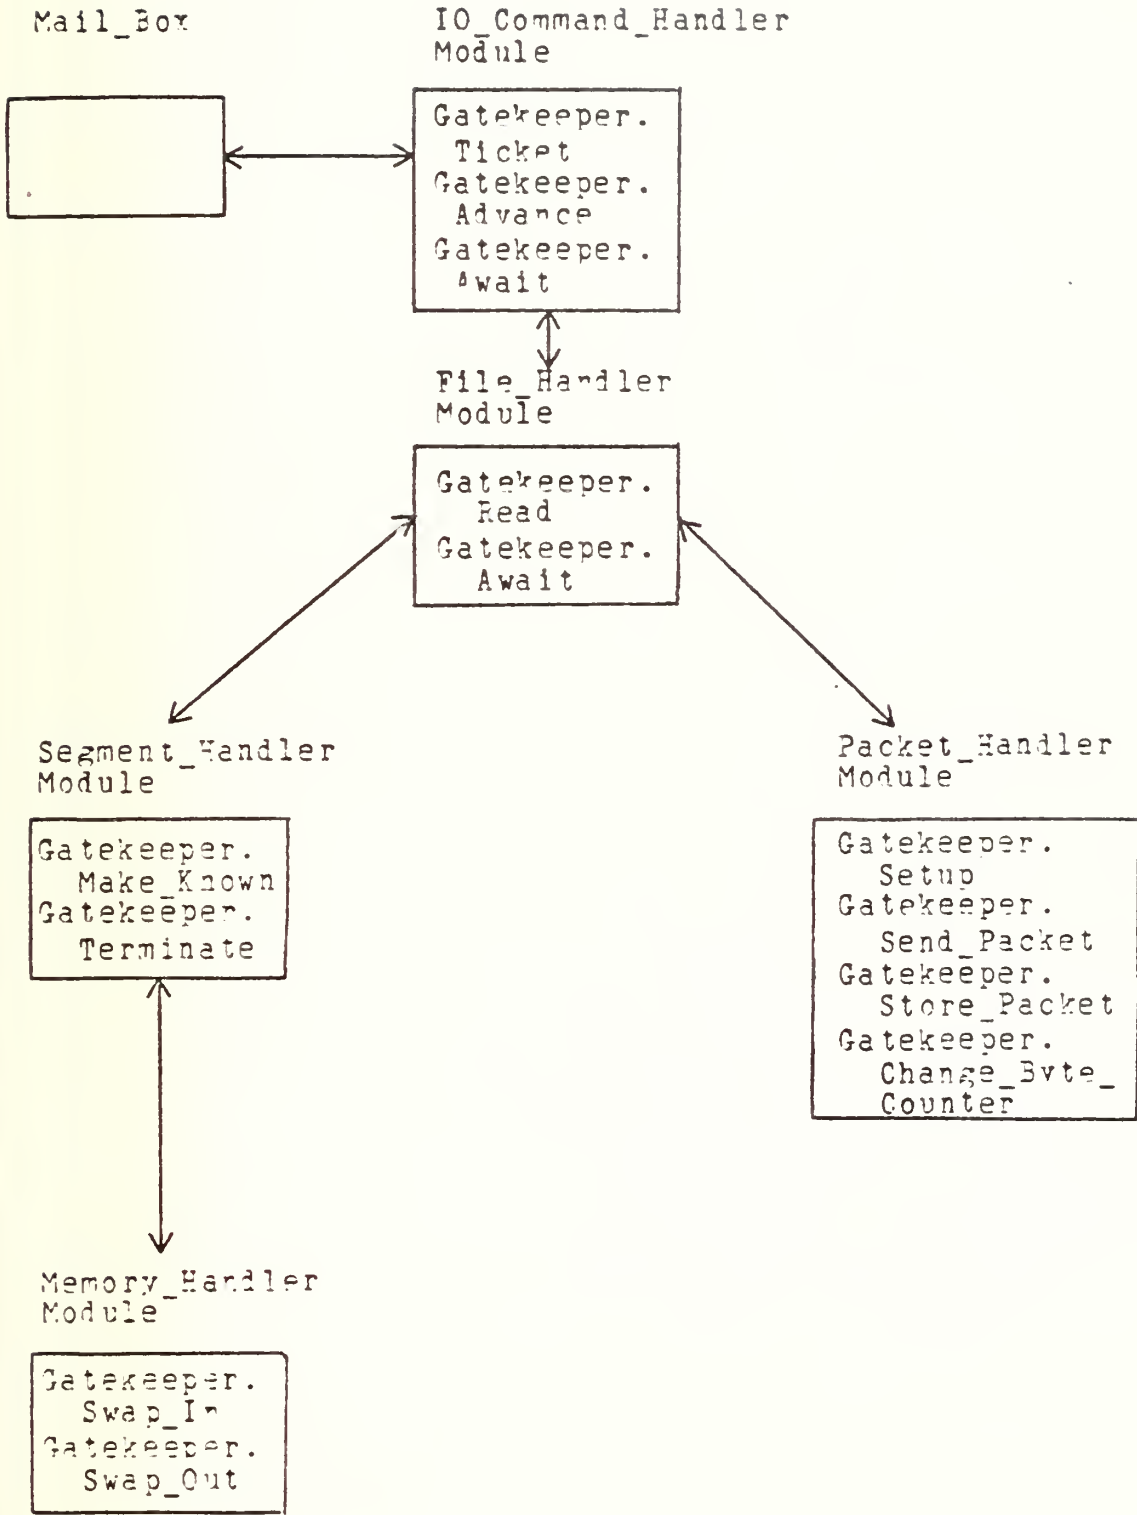 Mail_Box
IO_Command_Handler
Module
Gatekeeper.
Ticket
Gatekeeper.
Advance
Gatekeeper.
Await
File_Handler
Module
Gatekeeper.
Read
Gatekeeper.
Await
Segment_Handler
Module
Gatekeeper.
Make_Known
Gatekeeper.
Terminate
Packet_Handler
Module
Gatekeeper.
Setup
Gatekeeper.
Send_Packet
Gatekeeper.
Store_Packet
Gatekeeper.
Change_Byte_
Counter
Memory_Handler
Module
Gatekeeper.
Swap_In
Gatekeeper.
Swap_Out